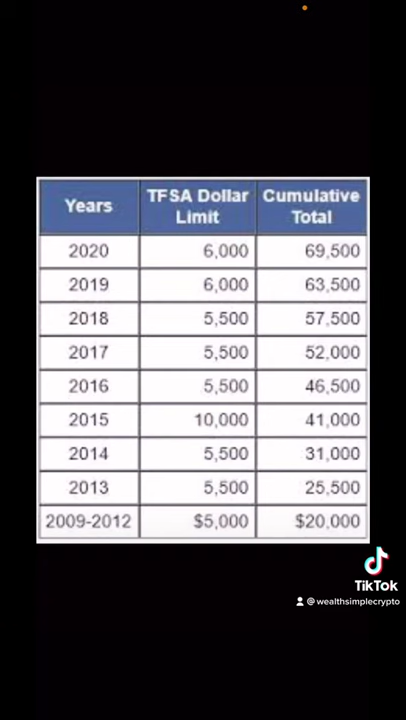 Years TFSA Dollar Limit Cumulative Total
2020 6,000 69,500
2019 6,000 63,500
2018 5,500 57,500
2017 5,500 52,000
2016 5,500 46,500
2015 10,000 41,000
2014 5,500 31,000
2013 5,500 25,500
2009-2012 $5,000 $20,000
TikTok
@wealthsimplecrypto